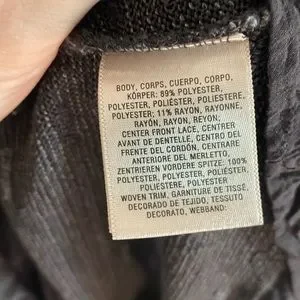 BODY, CORPS, CUERPO, CORPO,
KÖRPER: 89% POLYESTER,
POLYESTER, POLIÉSTER, POLIESTERE,
POLYESTER; 11% RAYON, RAYONNE,
RAYÓN, RAYON, REYON;
CENTER FRONT LACE, CENTRER
AVANT DE DENTELLE, CENTRO DEL
FRENTE DEL CORDÓN, CENTRARE
ANTERIORE DEL MERLETTO,
ZENTRIEREN VORDERE SPITZE: 100%
POLYESTER, POLYESTER, POLIÉSTER,
POLIESTERE, POLYESTER
WOVEN TRIM, GARNITURE DE TISSÉ,
DECORADO DE TEJIDO, TESSUTO
DECORATO, WEBBAND: